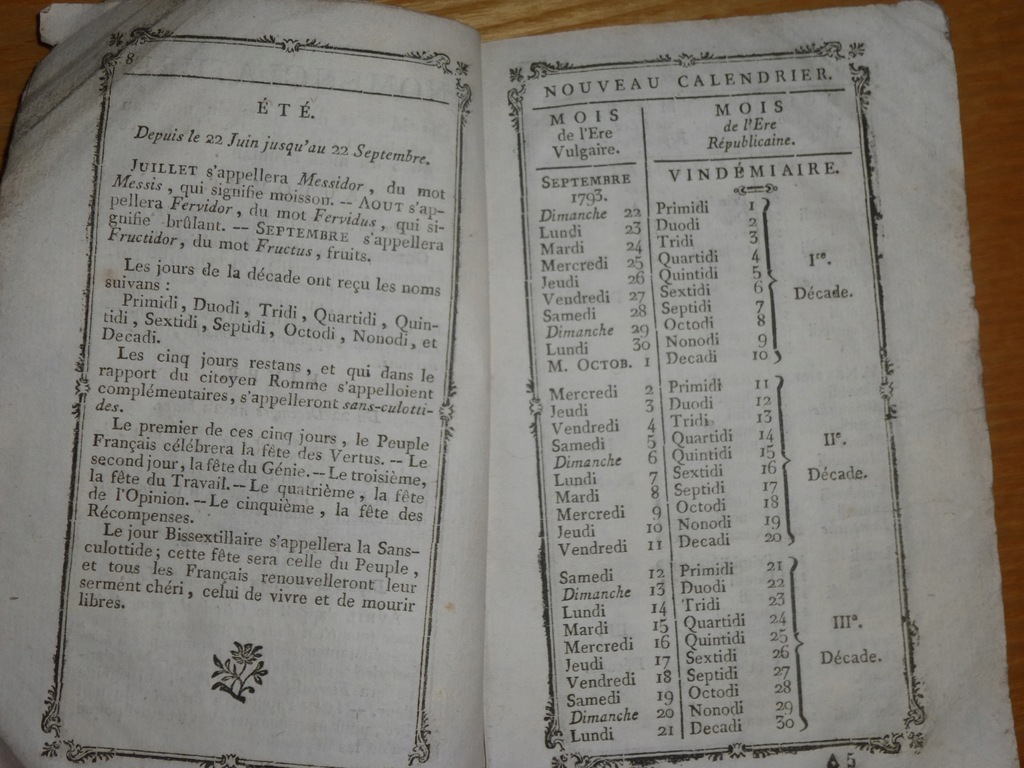 8
ÉTÉ.
Depuis le 22 Juin jusqu'au 22 Septembre.
JUILLET s'appellera Messidor, du mot
Messis, qui signifie moisson. — AOUT s'ap-
pellera Fervidor, du mot Fervidus, qui si-
gnifie brûlant. — SEPTEMBRE s'appellera
Fructidor, du mot Fructus, fruits.
Les jours de la décade ont reçu les noms
suivans :
Primidi, Duodi, Tridi, Quartidi, Quin-
tidi, Sextidi, Septidi, Octodi, Nonodi, et
Decadi.
Les cinq jours restans, et qui dans le
rapport du citoyen Romme s'appelloient
complémentaires, s'appelleront sans-culotti-
des.
Le premier de ces cinq jours, le Peuple
Français célébrera la fête des Vertus. — Le
second jour, la fête du Génie. — Le troisième,
la fête du Travail. — Le quatrième, la fête
de l'Opinion. — Le cinquième, la fête des
Récompenses.
Le jour Bissextillaire s'appellera la Sans-
culottide; cette fête sera celle du Peuple,
et tous les Français renouvelleront leur
serment chéri, celui de vivre et de mourir
libres.
NOUVEAU CALENDRIER.
MOIS
de l'Ere
Vulgaire.
MOIS
de l'Ere
Républicaine.
SEPTEMBRE
1793.
VINDÉMIAIRE.
Dimanche 22 Primidi 1
Lundi 23 Duodi 2
Mardi 24 Tridi 3
Mercredi 25 Quartidi 4
Jeudi 26 Quintidi 5
Vendredi 27 Sextidi 6
Samedi 28 Septidi 7
Dimanche 29 Octodi 8
Lundi 30 Nonodi 9
M. OCTOB. 1 Decadi 10
Ire.
Décade.
Mercredi 2 Primidi 11
Jeudi 3 Duodi 12
Vendredi 4 Tridi 13
Samedi 5 Quartidi 14
Dimanche 6 Quintidi 15
Lundi 7 Sextidi 16
Mardi 8 Septidi 17
Mercredi 9 Octodi 18
Jeudi 10 Nonodi 19
Vendredi 11 Decadi 20
IIe.
Décade.
Samedi 12 Primidi 21
Dimanche 13 Duodi 22
Lundi 14 Tridi 23
Mardi 15 Quartidi 24
Mercredi 16 Quintidi 25
Jeudi 17 Sextidi 26
Vendredi 18 Septidi 27
Samedi 19 Octodi 28
Dimanche 20 Nonodi 29
Lundi 21 Decadi 30
IIIe.
Décade.
A 5